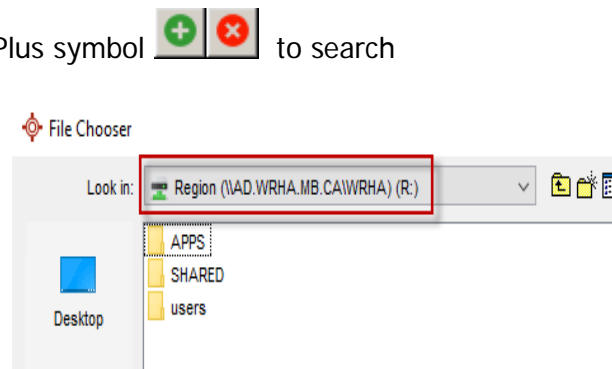 Plus symbol to search
File Chooser
Look in: Region (\\AD.WRHA.MB.CA\WRHA) (R:)
APPS
SHARED
users
Desktop